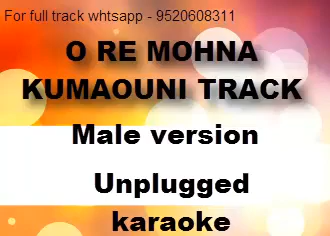 For full track whtsapp - 9520608311
O RE MOHNA
KUMAOUNI TRACK
Male version
Unplugged
karaoke